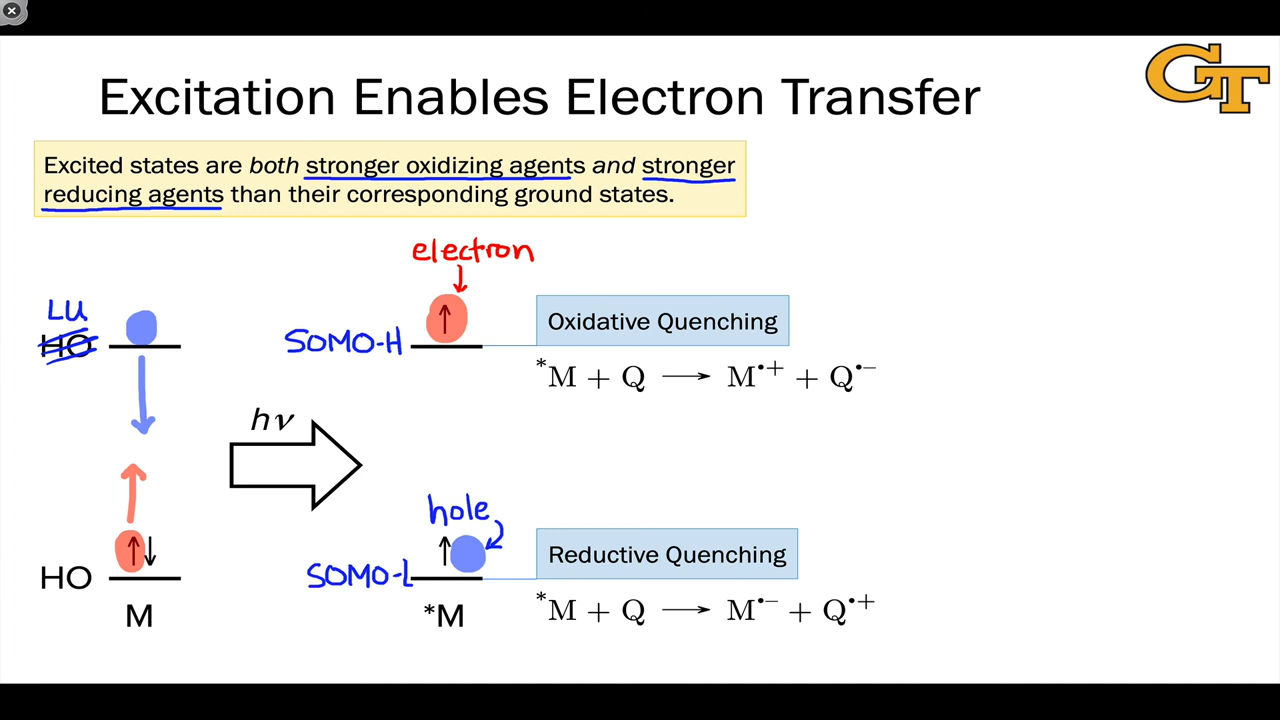 Excitation Enables Electron Transfer
GT
Excited states are both stronger oxidizing agents and stronger
reducing agents than their corresponding ground states.
electron
LU
HO
SOMO-H
Oxidative Quenching
*M + Q ⟶ M•+ + Q•−
hν
hole
HO
SOMO-L
Reductive Quenching
*M + Q ⟶ M•− + Q•+
M
*M